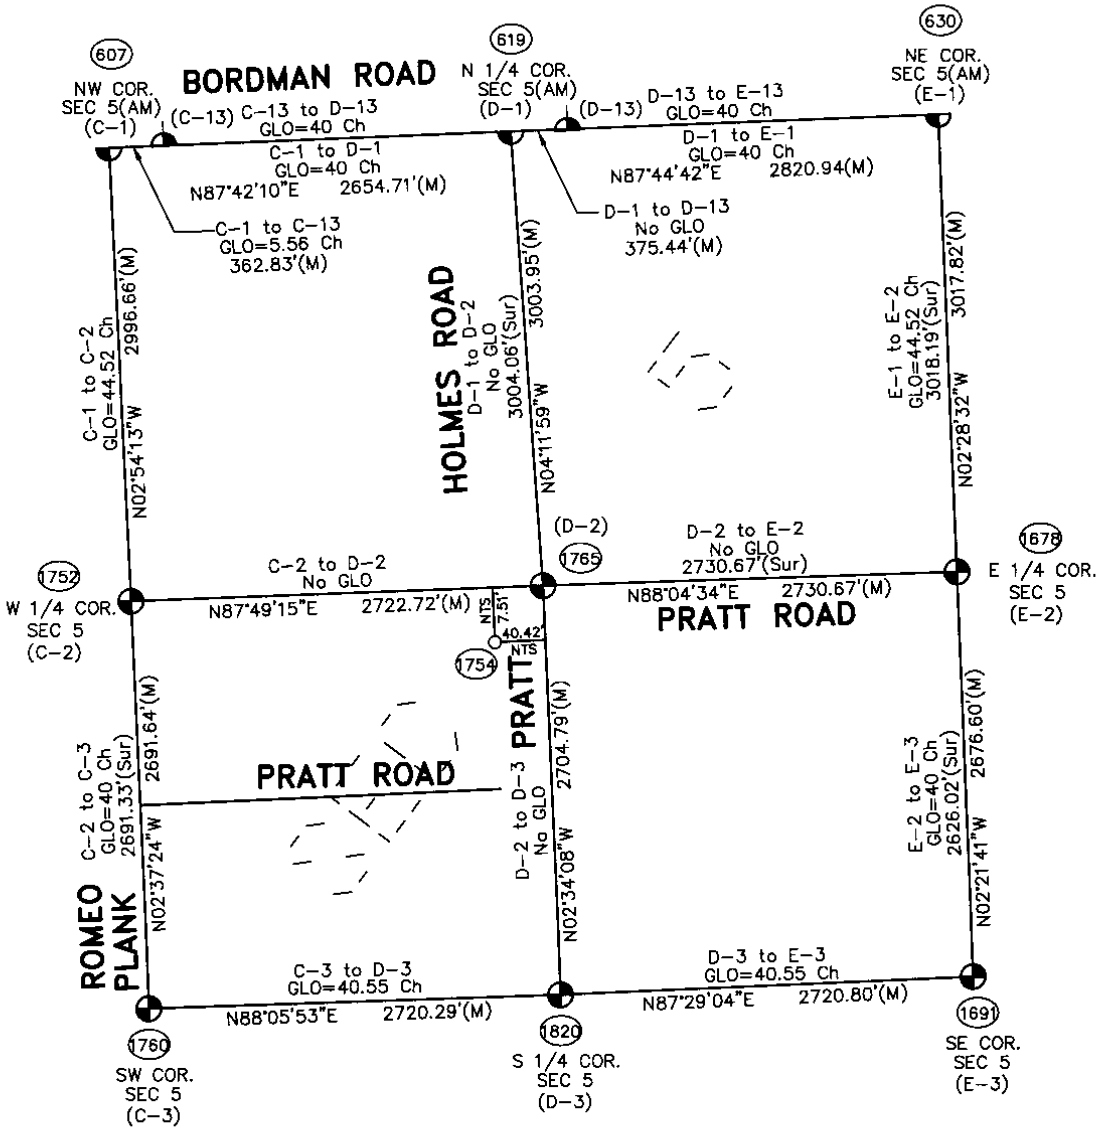 607
NW COR.
SEC 5(AM)
(C-1)
BORDMAN ROAD
(C-13)
C-13 to D-13
GLO=40 Ch
C-1 to D-1
GLO=40 Ch
N87°42'10"E 2654.71'(M)
C-1 to C-13
GLO=5.56 Ch
362.83'(M)
619
N 1/4 COR.
SEC 5(AM)
(D-1)
(D-13)
D-13 to E-13
GLO=40 Ch
D-1 to E-1
GLO=40 Ch
N87°44'42"E 2820.94(M)
D-1 to D-13
No GLO
375.44'(M)
630
NE COR.
SEC 5(AM)
(E-1)
C-1 to C-2
GLO=44.52 Ch
N02°54'13"W 2996.66'(M)
HOLMES ROAD
D-1 to D-2
No GLO
3004.06'(Sur)
N04°11'59"W 3003.95'(M)
5
E-1 to E-2
GLO=44.52 Ch
3018.19'(Sur)
N02°28'32"W 3017.82'(M)
1752
W 1/4 COR.
SEC 5
(C-2)
C-2 to D-2
No GLO
N87°49'15"E 2722.72'(M)
(D-2)
1765
D-2 to E-2
No GLO
2730.67'(Sur)
N88°04'34"E 2730.67'(M)
PRATT ROAD
1678
E 1/4 COR.
SEC 5
(E-2)
NTS
7.51'
40.42'
NTS
1754
PRATT
PRATT ROAD
C-2 to C-3
GLO=40 Ch
2691.33'(Sur)
N02°37'24"W 2691.64'(M)
ROMEO
PLANK
D-2 to D-3
No GLO
N02°34'08"W 2704.79'(M)
E-2 to E-3
GLO=40 Ch
2626.02'(Sur)
N02°21'41"W 2676.60'(M)
C-3 to D-3
GLO=40.55 Ch
N88°05'53"E 2720.29'(M)
D-3 to E-3
GLO=40.55 Ch
N87°29'04"E 2720.80'(M)
1760
SW COR.
SEC 5
(C-3)
1820
S 1/4 COR.
SEC 5
(D-3)
1691
SE COR.
SEC 5
(E-3)